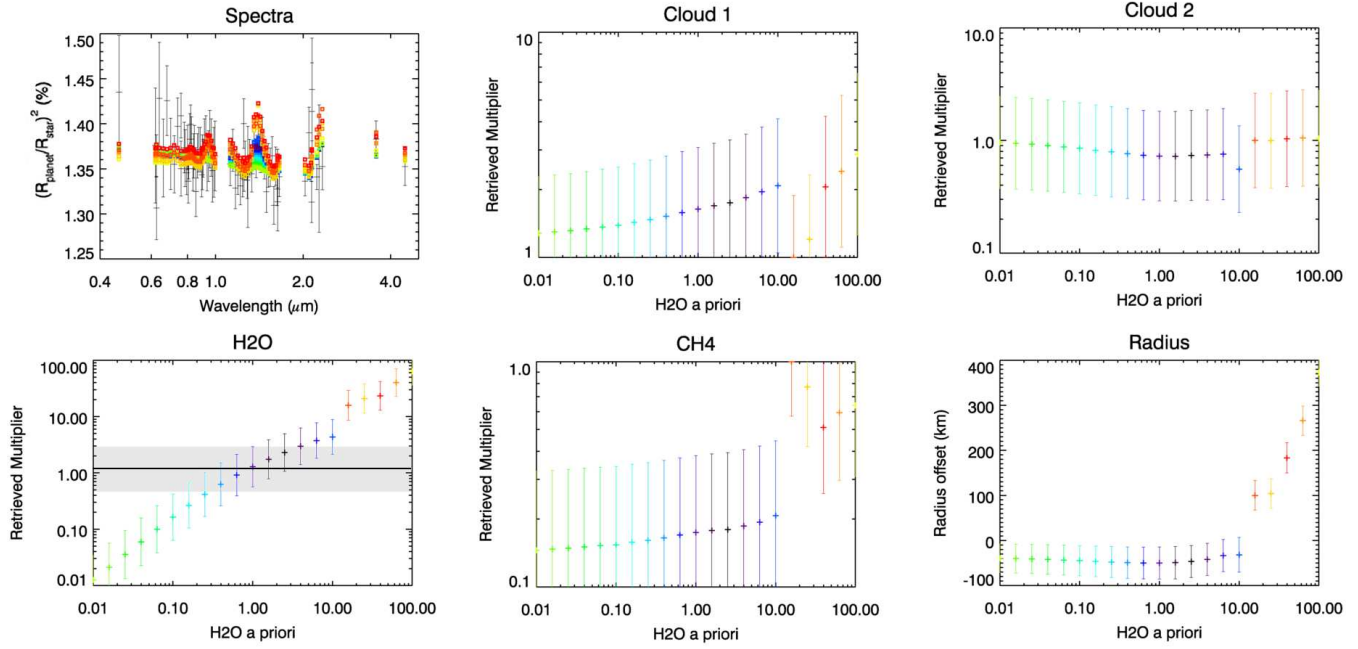 Spectra
1.50
1.45
1.40
1.35
1.30
1.25
(R_planet/R_star)^2 (%)
0.4 0.6 0.8 1.0 2.0 4.0
Wavelength (μm)
Cloud 1
10
1
Retrieved Multiplier
0.01 0.10 1.00 10.00 100.00
H2O a priori
Cloud 2
10.0
1.0
0.1
Retrieved Multiplier
0.01 0.10 1.00 10.00 100.00
H2O a priori
H2O
100.00
10.00
1.00
0.10
0.01
Retrieved Multiplier
0.01 0.10 1.00 10.00 100.00
H2O a priori
CH4
1.0
0.1
Retrieved Multiplier
0.01 0.10 1.00 10.00 100.00
H2O a priori
Radius
400
300
200
100
0
-100
Radius offset (km)
0.01 0.10 1.00 10.00 100.00
H2O a priori